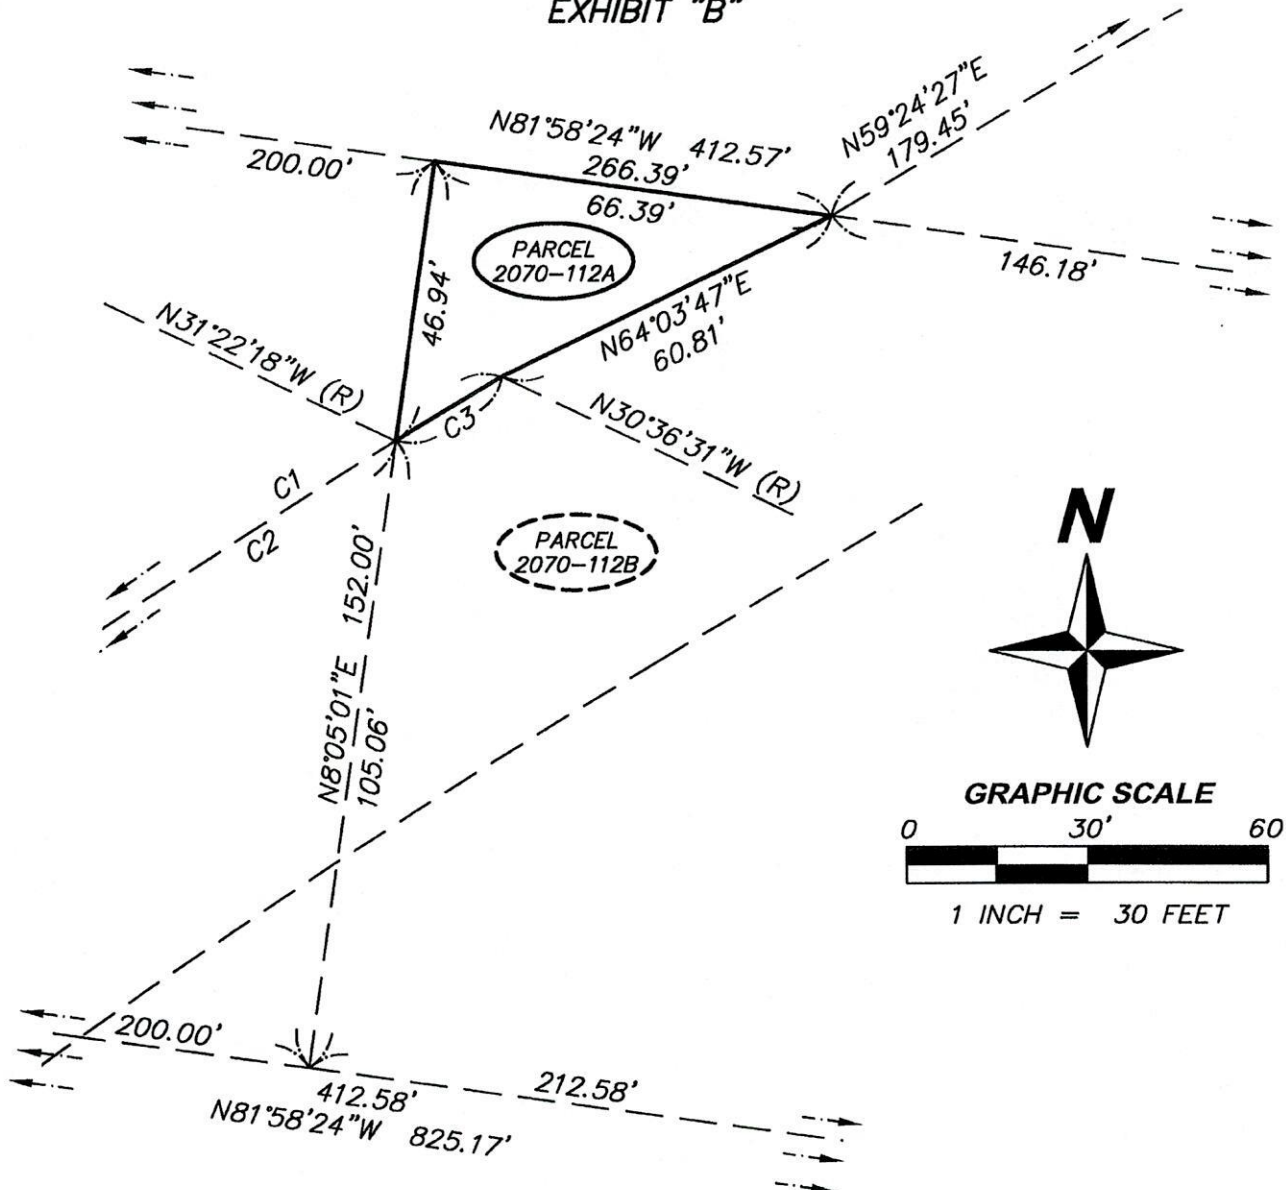 EXHIBIT "B"
N81°58'24"W 412.57'
266.39'
66.39'
200.00'
N59°24'27"E
179.45'
146.18'
PARCEL
2070-112A
46.94'
N64°03'47"E
60.81'
N31°22'18"W (R)
C3
N30°36'31"W (R)
C1
C2
PARCEL
2070-112B
N8°05'01"E 152.00'
105.06'
N
GRAPHIC SCALE
0 30' 60
1 INCH = 30 FEET
200.00'
412.58' 212.58'
N81°58'24"W 825.17'